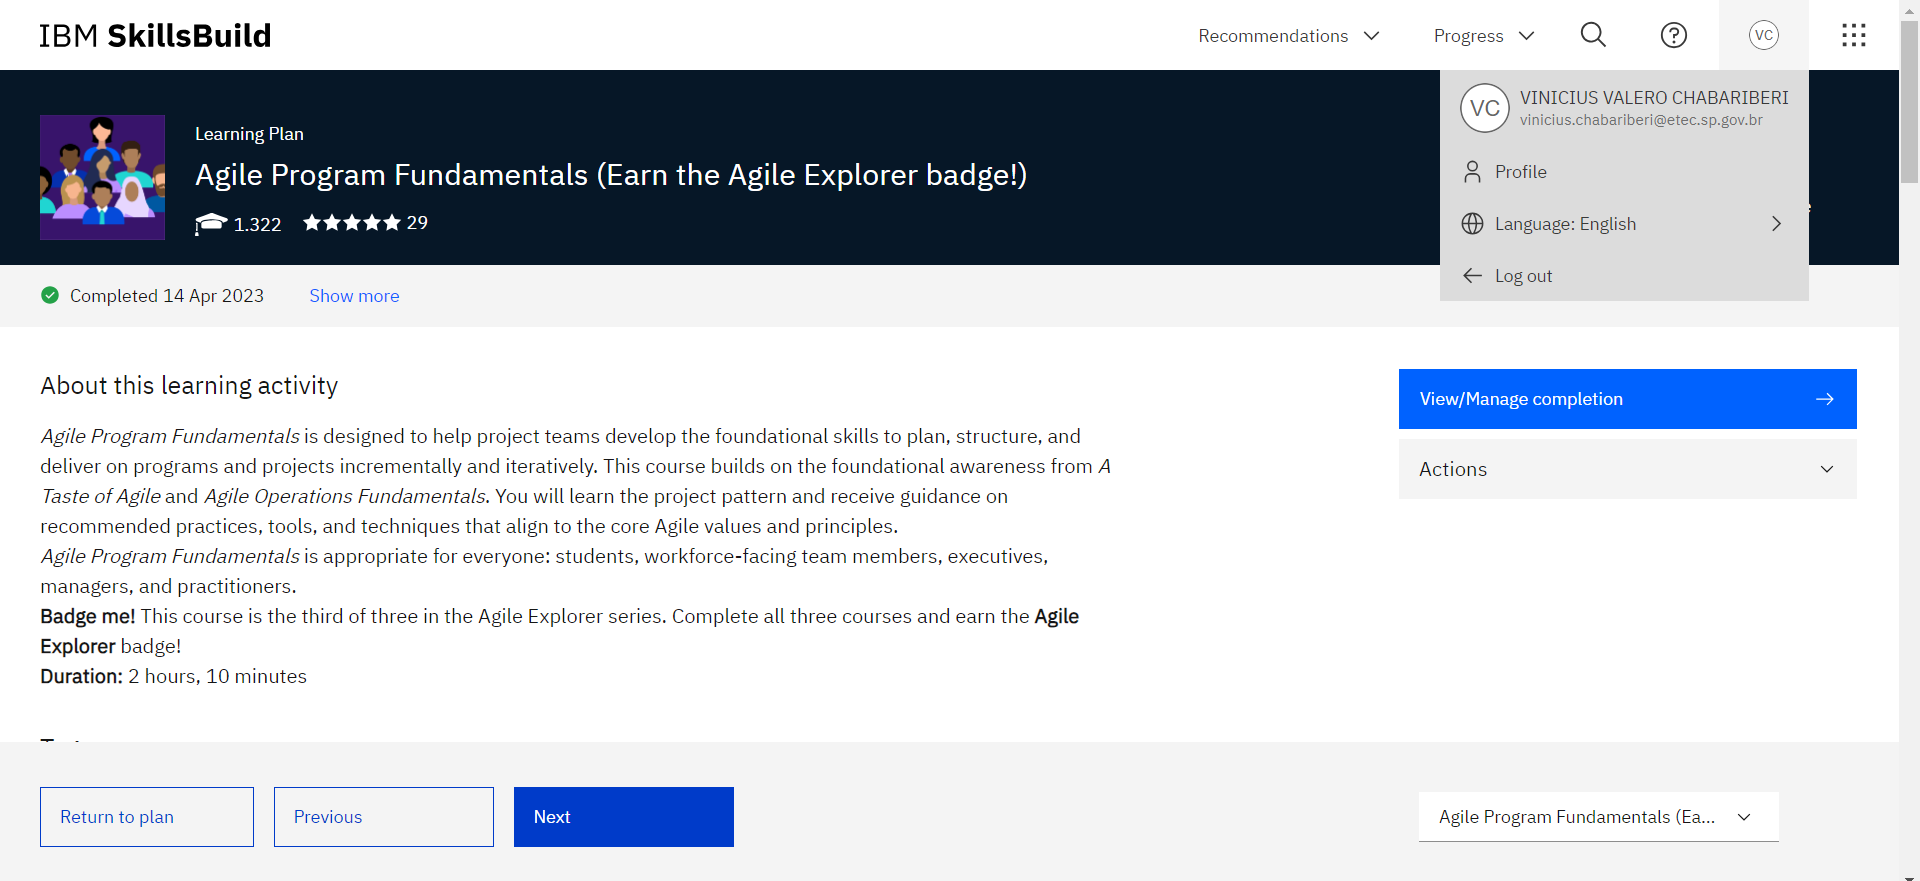 IBM SkillsBuild
Recommendations
Progress
VC
VC
VINICIUS VALERO CHABARIBERI
vinicius.chabariberi@etec.sp.gov.br
Profile
Language: English
Log out
Learning Plan
Agile Program Fundamentals (Earn the Agile Explorer badge!)
1.322
29
Completed 14 Apr 2023
Show more
About this learning activity
Agile Program Fundamentals is designed to help project teams develop the foundational skills to plan, structure, and
deliver on programs and projects incrementally and iteratively. This course builds on the foundational awareness from A
Taste of Agile and Agile Operations Fundamentals. You will learn the project pattern and receive guidance on
recommended practices, tools, and techniques that align to the core Agile values and principles.
Agile Program Fundamentals is appropriate for everyone: students, workforce-facing team members, executives,
managers, and practitioners.
Badge me! This course is the third of three in the Agile Explorer series. Complete all three courses and earn the Agile
Explorer badge!
Duration: 2 hours, 10 minutes
View/Manage completion
Actions
Return to plan
Previous
Next
Agile Program Fundamentals (Ea...